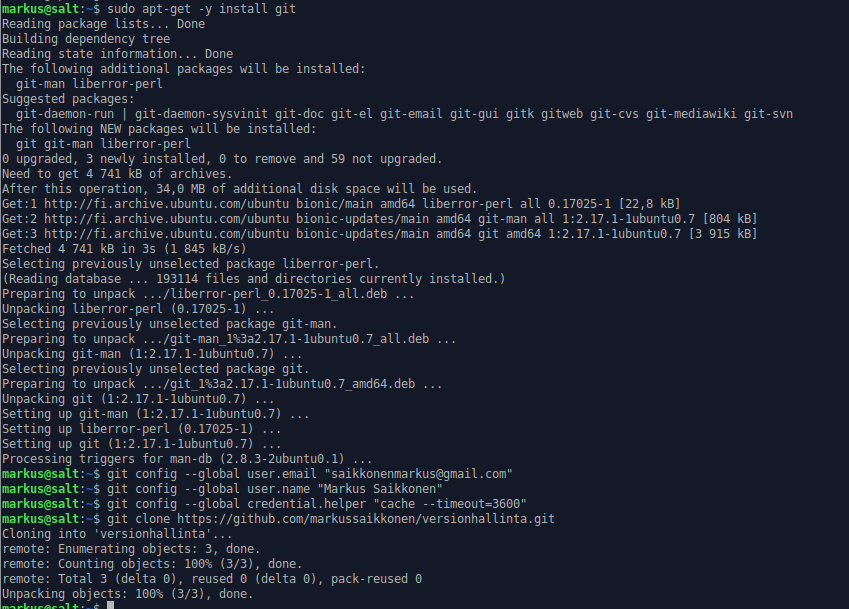 markus@salt:~$ sudo apt-get -y install git
Reading package lists... Done
Building dependency tree
Reading state information... Done
The following additional packages will be installed:
  git-man liberror-perl
Suggested packages:
  git-daemon-run | git-daemon-sysvinit git-doc git-el git-email git-gui gitk gitweb git-cvs git-mediawiki git-svn
The following NEW packages will be installed:
  git git-man liberror-perl
0 upgraded, 3 newly installed, 0 to remove and 59 not upgraded.
Need to get 4 741 kB of archives.
After this operation, 34,0 MB of additional disk space will be used.
Get:1 http://fi.archive.ubuntu.com/ubuntu bionic/main amd64 liberror-perl all 0.17025-1 [22,8 kB]
Get:2 http://fi.archive.ubuntu.com/ubuntu bionic-updates/main amd64 git-man all 1:2.17.1-1ubuntu0.7 [804 kB]
Get:3 http://fi.archive.ubuntu.com/ubuntu bionic-updates/main amd64 git amd64 1:2.17.1-1ubuntu0.7 [3 915 kB]
Fetched 4 741 kB in 3s (1 845 kB/s)
Selecting previously unselected package liberror-perl.
(Reading database ... 193114 files and directories currently installed.)
Preparing to unpack .../liberror-perl_0.17025-1_all.deb ...
Unpacking liberror-perl (0.17025-1) ...
Selecting previously unselected package git-man.
Preparing to unpack .../git-man_1%3a2.17.1-1ubuntu0.7_all.deb ...
Unpacking git-man (1:2.17.1-1ubuntu0.7) ...
Selecting previously unselected package git.
Preparing to unpack .../git_1%3a2.17.1-1ubuntu0.7_amd64.deb ...
Unpacking git (1:2.17.1-1ubuntu0.7) ...
Setting up git-man (1:2.17.1-1ubuntu0.7) ...
Setting up liberror-perl (0.17025-1) ...
Setting up git (1:2.17.1-1ubuntu0.7) ...
Processing triggers for man-db (2.8.3-2ubuntu0.1) ...
markus@salt:~$ git config --global user.email "saikkonenmarkus@gmail.com"
markus@salt:~$ git config --global user.name "Markus Saikkonen"
markus@salt:~$ git config --global credential.helper "cache --timeout=3600"
markus@salt:~$ git clone https://github.com/markussaikkonen/versionhallinta.git
Cloning into 'versionhallinta'...
remote: Enumerating objects: 3, done.
remote: Counting objects: 100% (3/3), done.
remote: Total 3 (delta 0), reused 0 (delta 0), pack-reused 0
Unpacking objects: 100% (3/3), done.
markus@salt:~$